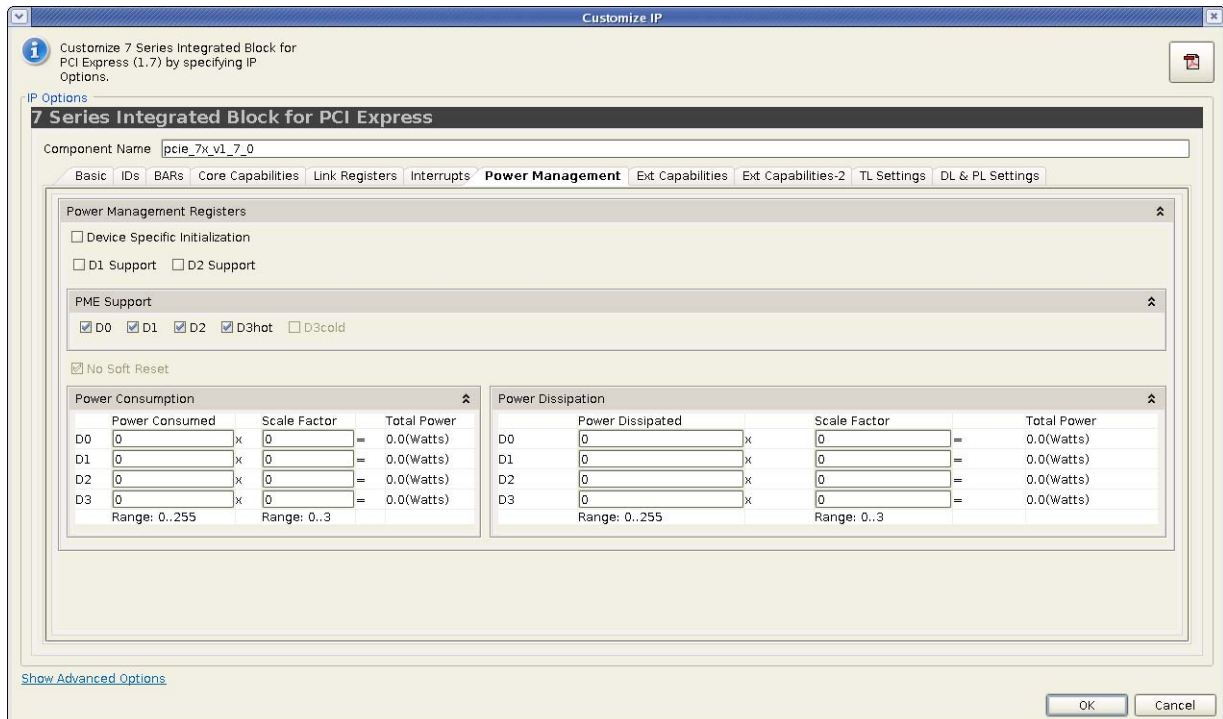 Customize IP
Customize 7 Series Integrated Block for
PCI Express (1.7) by specifying IP
Options.
IP Options
7 Series Integrated Block for PCI Express
Component Name pcie_7x_v1_7_0
Basic IDs BARs Core Capabilities Link Registers Interrupts Power Management Ext Capabilities Ext Capabilities-2 TL Settings DL & PL Settings
Power Management Registers
Device Specific Initialization
D1 Support D2 Support
PME Support
D0 D1 D2 D3hot D3cold
No Soft Reset
Power Consumption
Power Consumed Scale Factor Total Power
D0 0 x 0 = 0.0(Watts)
D1 0 x 0 = 0.0(Watts)
D2 0 x 0 = 0.0(Watts)
D3 0 x 0 = 0.0(Watts)
Range: 0..255 Range: 0..3
Power Dissipation
Power Dissipated Scale Factor Total Power
D0 0 x 0 = 0.0(Watts)
D1 0 x 0 = 0.0(Watts)
D2 0 x 0 = 0.0(Watts)
D3 0 x 0 = 0.0(Watts)
Range: 0..255 Range: 0..3
Show Advanced Options
OK Cancel